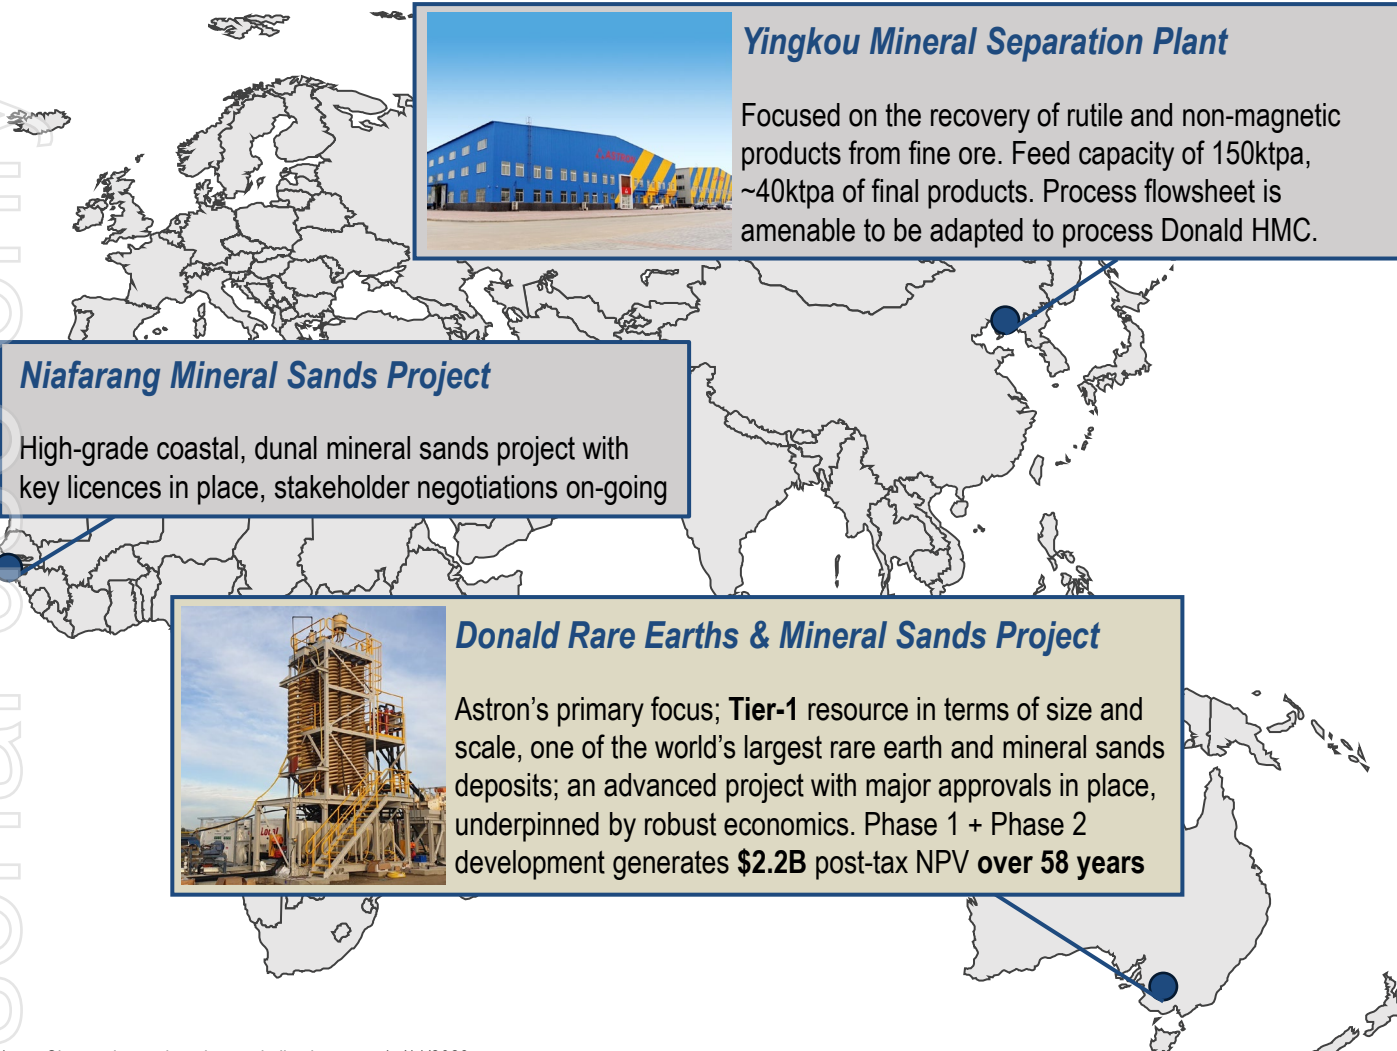 Yingkou Mineral Separation Plant
Focused on the recovery of rutile and non-magnetic
products from fine ore. Feed capacity of 150ktpa,
~40ktpa of final products. Process flowsheet is
amenable to be adapted to process Donald HMC.
Niafarang Mineral Sands Project
High-grade coastal, dunal mineral sands project with
key licences in place, stakeholder negotiations on-going
Donald Rare Earths & Mineral Sands Project
Astron's primary focus; Tier-1 resource in terms of size and
scale, one of the world's largest rare earth and mineral sands
deposits; an advanced project with major approvals in place,
underpinned by robust economics. Phase 1 + Phase 2
development generates $2.2B post-tax NPV over 58 years